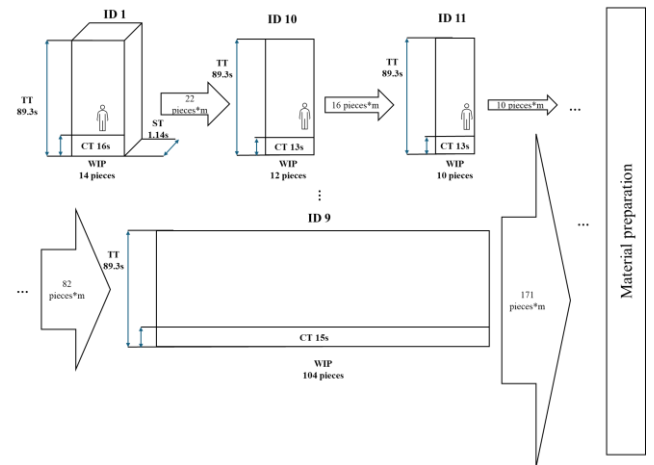 ID 1
ID 10
ID 11
TT
89.3s
22
pieces*m
TT
89.3s
16 pieces*m
TT
89.3s
10 pieces*m
...
ST
1.14s
CT 16s
CT 13s
CT 13s
WIP
14 pieces
WIP
12 pieces
WIP
10 pieces
...
ID 9
...
TT
89.3s
...
82
pieces*m
171
pieces*m
CT 15s
WIP
104 pieces
Material preparation